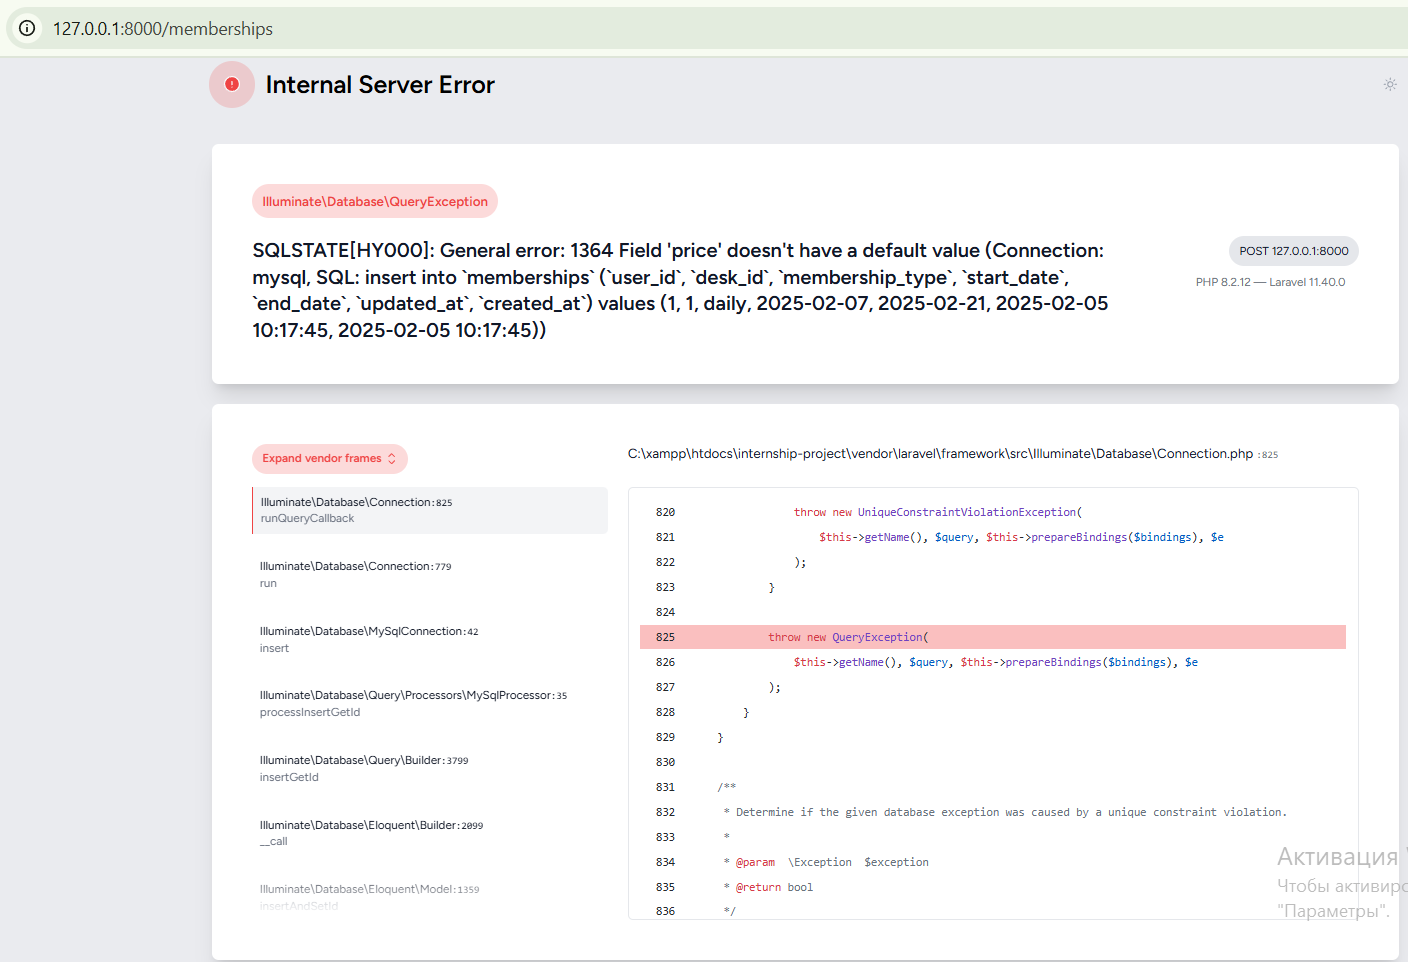 127.0.0.1:8000/memberships
Internal Server Error
Illuminate\Database\QueryException
SQLSTATE[HY000]: General error: 1364 Field 'price' doesn't have a default value (Connection:
mysql, SQL: insert into `memberships` (`user_id`, `desk_id`, `membership_type`, `start_date`,
`end_date`, `updated_at`, `created_at`) values (1, 1, daily, 2025-02-07, 2025-02-21, 2025-02-05
10:17:45, 2025-02-05 10:17:45))
POST 127.0.0.1:8000
PHP 8.2.12 — Laravel 11.40.0
Expand vendor frames
Illuminate\Database\Connection:825
runQueryCallback
Illuminate\Database\Connection:779
run
Illuminate\Database\MySqlConnection:42
insert
Illuminate\Database\Query\Processors\MySqlProcessor:35
processInsertGetId
Illuminate\Database\Query\Builder:3799
insertGetId
Illuminate\Database\Eloquent\Builder:2099
__call
Illuminate\Database\Eloquent\Model:1359
insertAndSetId
C:\xampp\htdocs\internship-project\vendor\laravel\framework\src\Illuminate\Database\Connection.php :825
820 throw new UniqueConstraintViolationException(
821 $this->getName(), $query, $this->prepareBindings($bindings), $e
822 );
823 }
824
825 throw new QueryException(
826 $this->getName(), $query, $this->prepareBindings($bindings), $e
827 );
828 }
829 }
830
831 /**
832 * Determine if the given database exception was caused by a unique constraint violation.
833 *
834 * @param \Exception $exception
835 * @return bool
836 */
Активация
Чтобы активиро
"Параметры".